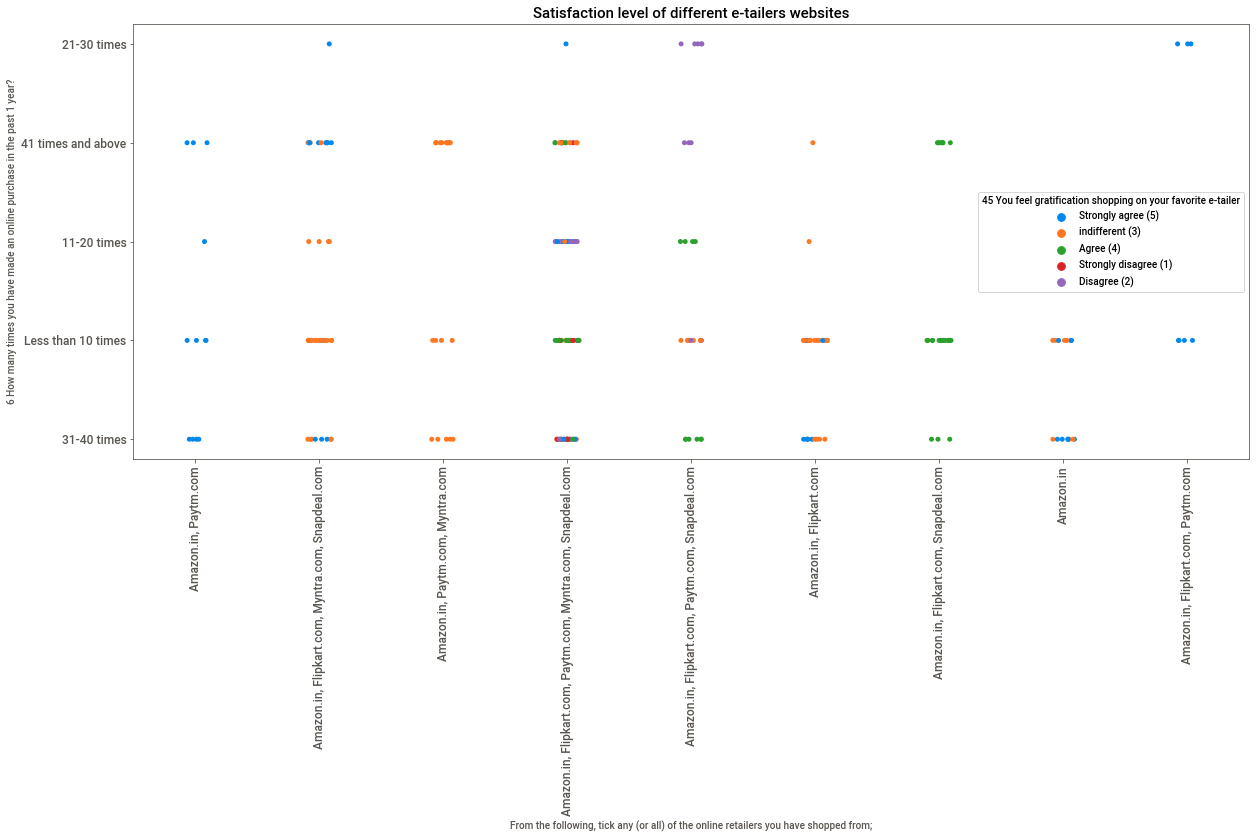 Satisfaction level of different e-tailers websites
6 How many times you have made an online purchase in the past 1 year?
21-30 times
41 times and above
11-20 times
Less than 10 times
31-40 times
45 You feel gratification shopping on your favorite e-tailer
Strongly agree (5)
indifferent (3)
Agree (4)
Strongly disagree (1)
Disagree (2)
Amazon.in, Paytm.com
Amazon.in, Flipkart.com, Myntra.com, Snapdeal.com
Amazon.in, Paytm.com, Myntra.com
Amazon.in, Flipkart.com, Paytm.com, Myntra.com, Snapdeal.com
Amazon.in, Flipkart.com, Paytm.com, Snapdeal.com
Amazon.in, Flipkart.com
Amazon.in, Flipkart.com, Snapdeal.com
Amazon.in
Amazon.in, Flipkart.com, Paytm.com
From the following, tick any (or all) of the online retailers you have shopped from;